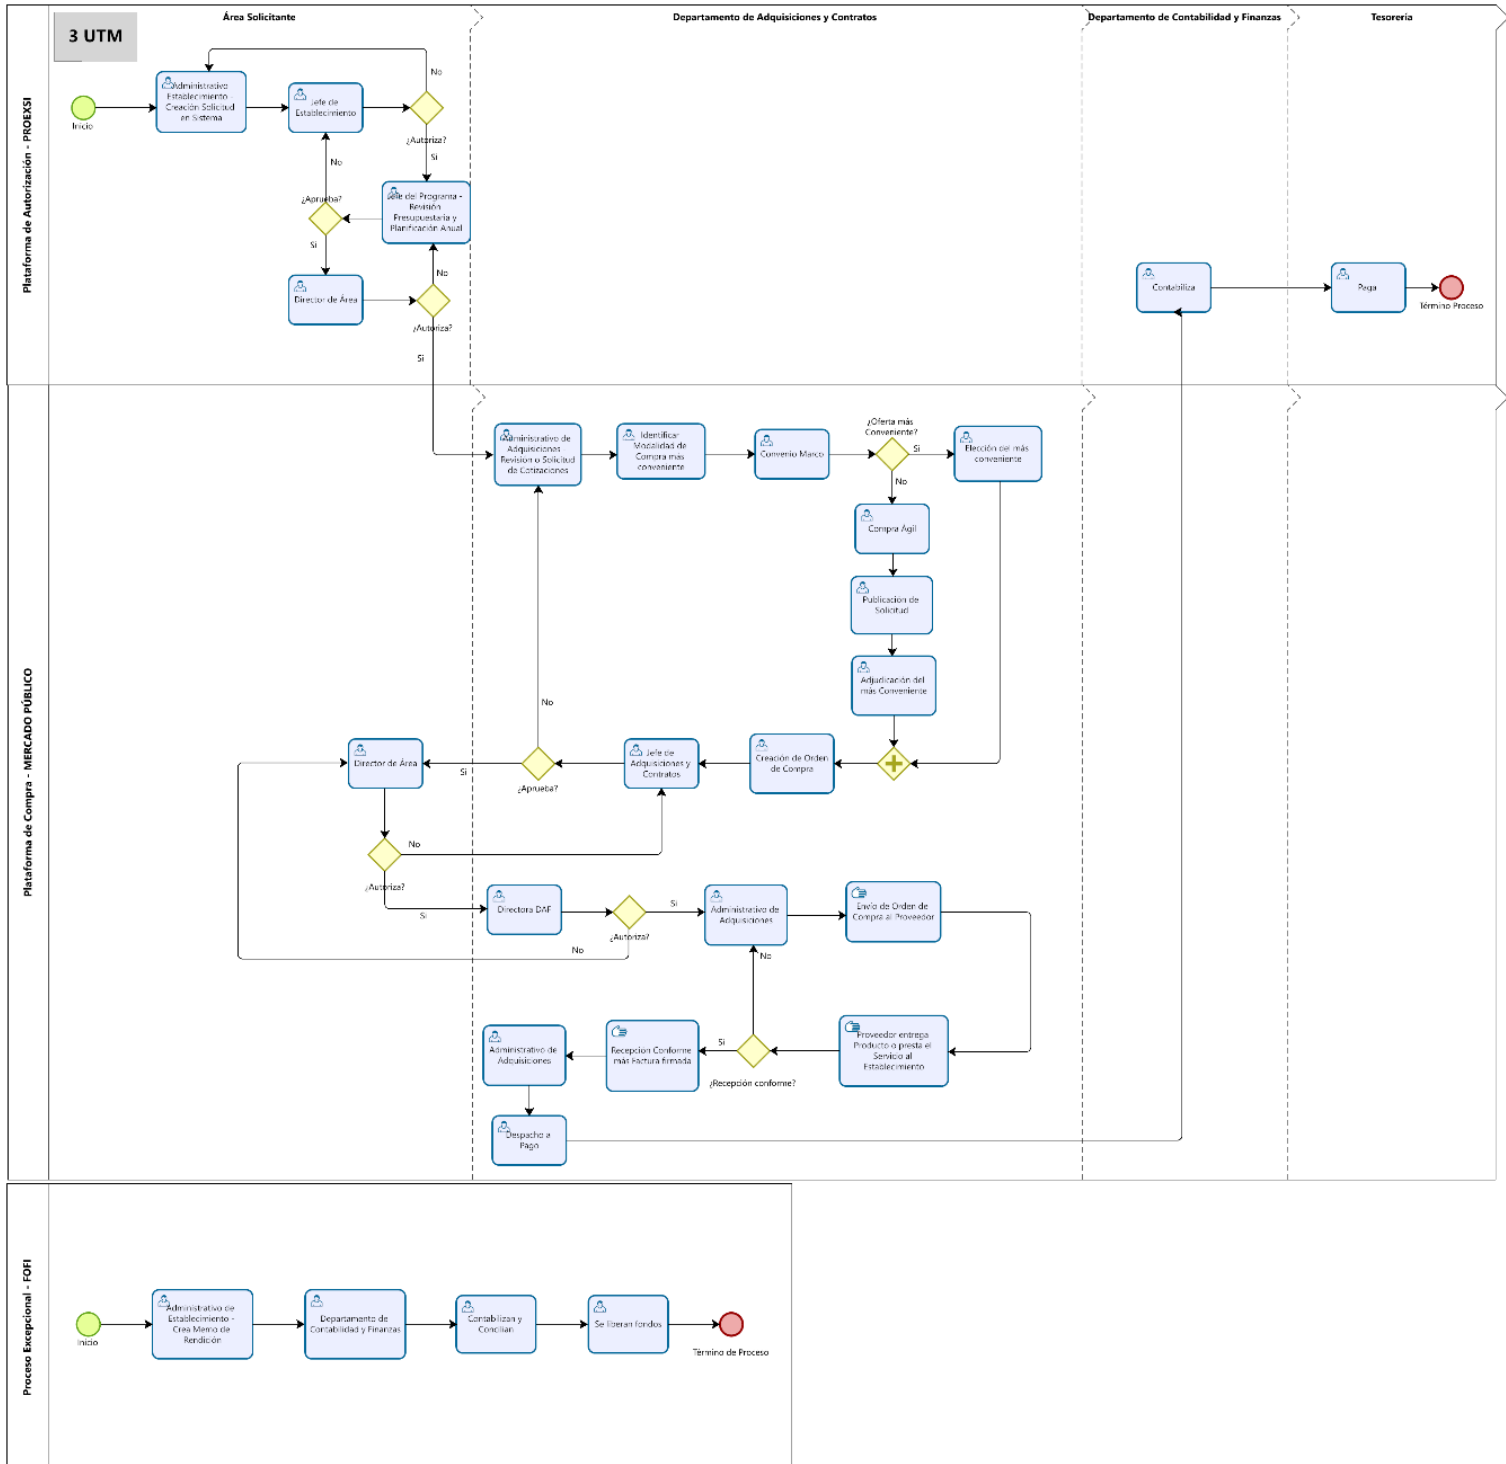 Área Solicitante
Departamento de Adquisiciones y Contratos
Departamento de Contabilidad y Finanzas
Tesoreria
3 UTM
Plataforma de Autorización - PROEXSI
Inicio
Administrativo
Establecimiento -
Creación Solicitud
en Sistema
Jefe de
Establecimiento
No
¿Autoriza?
Si
Jefe del Programa -
Revisión
Presupuestaria y
Planificación Anual
No
¿Aprueba?
Si
Director de Área
No
¿Autoriza?
Si
Contabiliza
Paga
Término Proceso
Plataforma de Compra - MERCADO PÚBLICO
Administrativo de
Adquisiciones
Revisión o Solicitud
de Cotizaciones
Identificar
Modalidad de
Compra más
conveniente
Convenio Marco
¿Oferta más
Conveniente?
Si
No
Elección del más
conveniente
Compra Agil
Publicación de
Solicitud
Adjudicación del
más Conveniente
Creación de Orden
de Compra
Jefe de
Adquisiciones y
Contratos
No
¿Aprueba?
Si
Director de Área
No
¿Autoriza?
Si
Directora DAF
Si
¿Autoriza?
No
Administrativo de
Adquisiciones
Envío de Orden de
Compra al Proveedor
No
Proveedor entrega
Producto o presta el
Servicio al
Establecimiento
Si
¿Recepción conforme?
Recepción Conforme
más Factura firmada
Administrativo de
Adquisiciones
Despacho a
Pago
Proceso Excepcional - FOFI
Inicio
Administrativo de
Establecimiento -
Crea Memo de
Rendición
Departamento de
Contabilidad y Finanzas
Contabilizan y
Concilian
Se liberan fondos
Término de Proceso